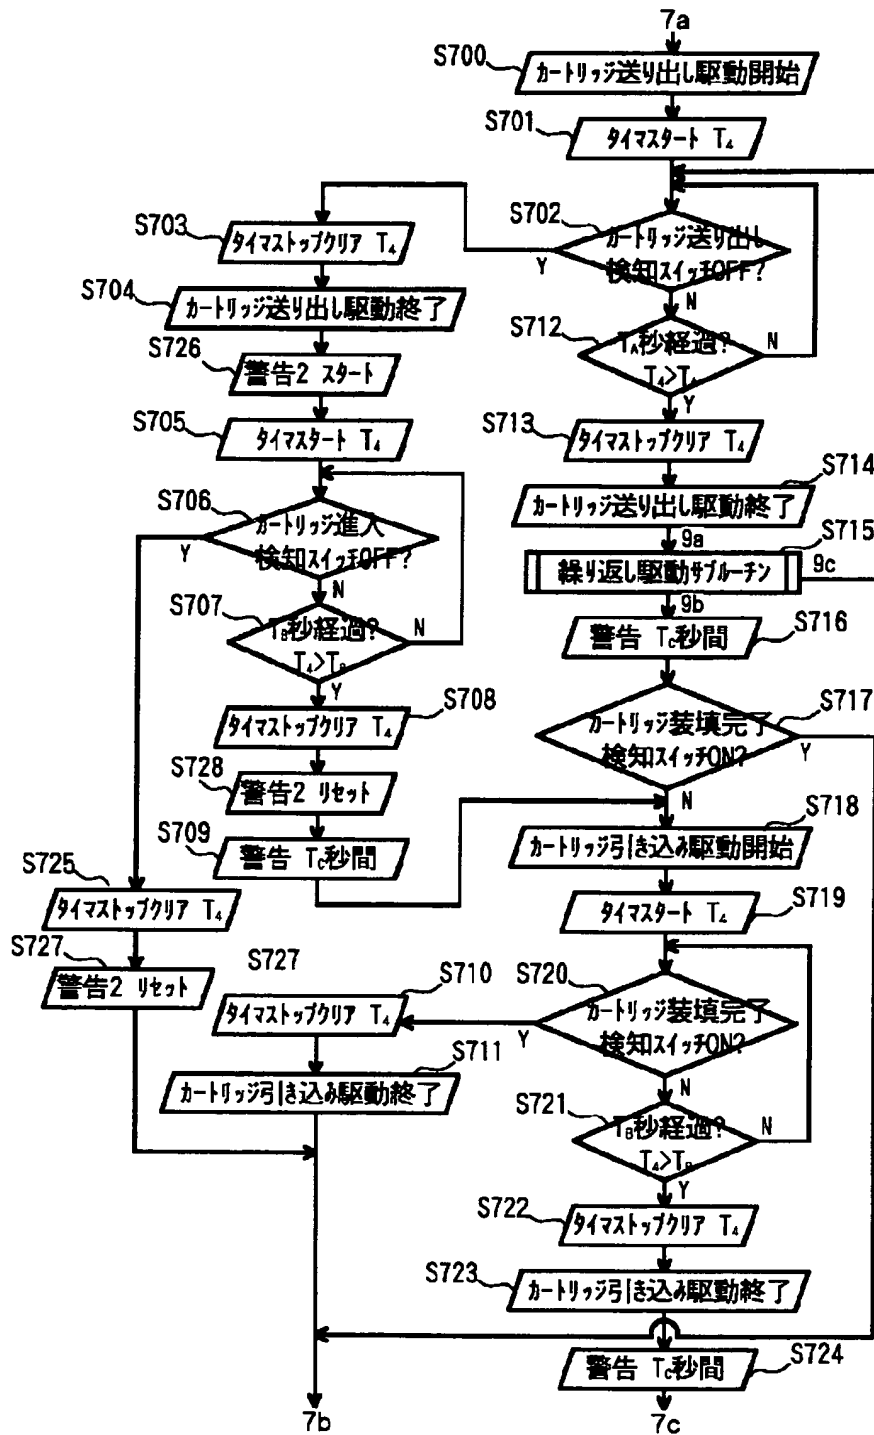 7a
S700
カートリッジ送り出し駆動開始
S701
タイマスタート T₄
S702
カートリッジ送り出し
検知スイッチOFF?
Y
N
S703
タイマストップクリア T₄
S704
カートリッジ送り出し駆動終了
S726
警告2 スタート
S705
タイマスタート T₄
S706
カートリッジ進入
検知スイッチOFF?
Y
N
S707
T_B秒経過?
T₄>T_B
N
Y
S708
タイマストップクリア T₄
S728
警告2 リセット
S709
警告 T_C秒間
S725
タイマストップクリア T₄
S727
警告2 リセット
S727
S710
タイマストップクリア T₄
S711
カートリッジ引き込み駆動終了
7b
S712
T_A秒経過?
T₄>T_A
N
Y
S713
タイマストップクリア T₄
S714
カートリッジ送り出し駆動終了
9a
S715
繰り返し駆動サブルーチン
9c
9b
S716
警告 T_C秒間
S717
カートリッジ装填完了
検知スイッチON?
Y
N
S718
カートリッジ引き込み駆動開始
S719
タイマスタート T₄
S720
カートリッジ装填完了
検知スイッチON?
Y
N
S721
T_B秒経過?
T₄>T_B
N
Y
S722
タイマストップクリア T₄
S723
カートリッジ引き込み駆動終了
S724
警告 T_C秒間
7c